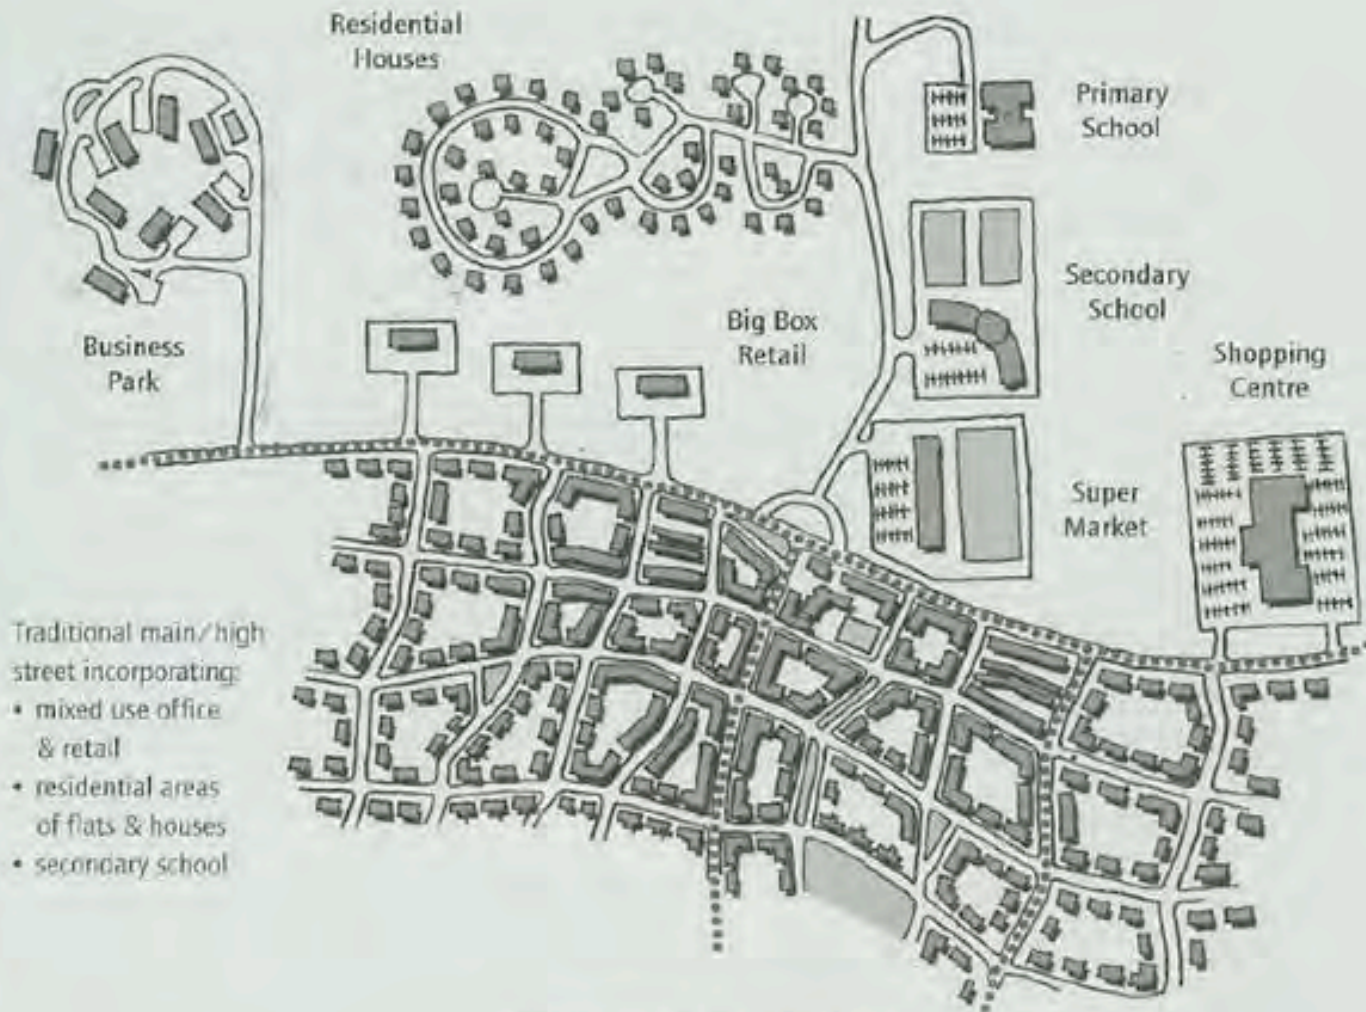 Residential
Houses
Primary
School
Secondary
School
Big Box
Retail
Business
Park
Shopping
Centre
Super
Market
Traditional main/high
street incorporating:
• mixed use office
& retail
• residential areas
of flats & houses
• secondary school